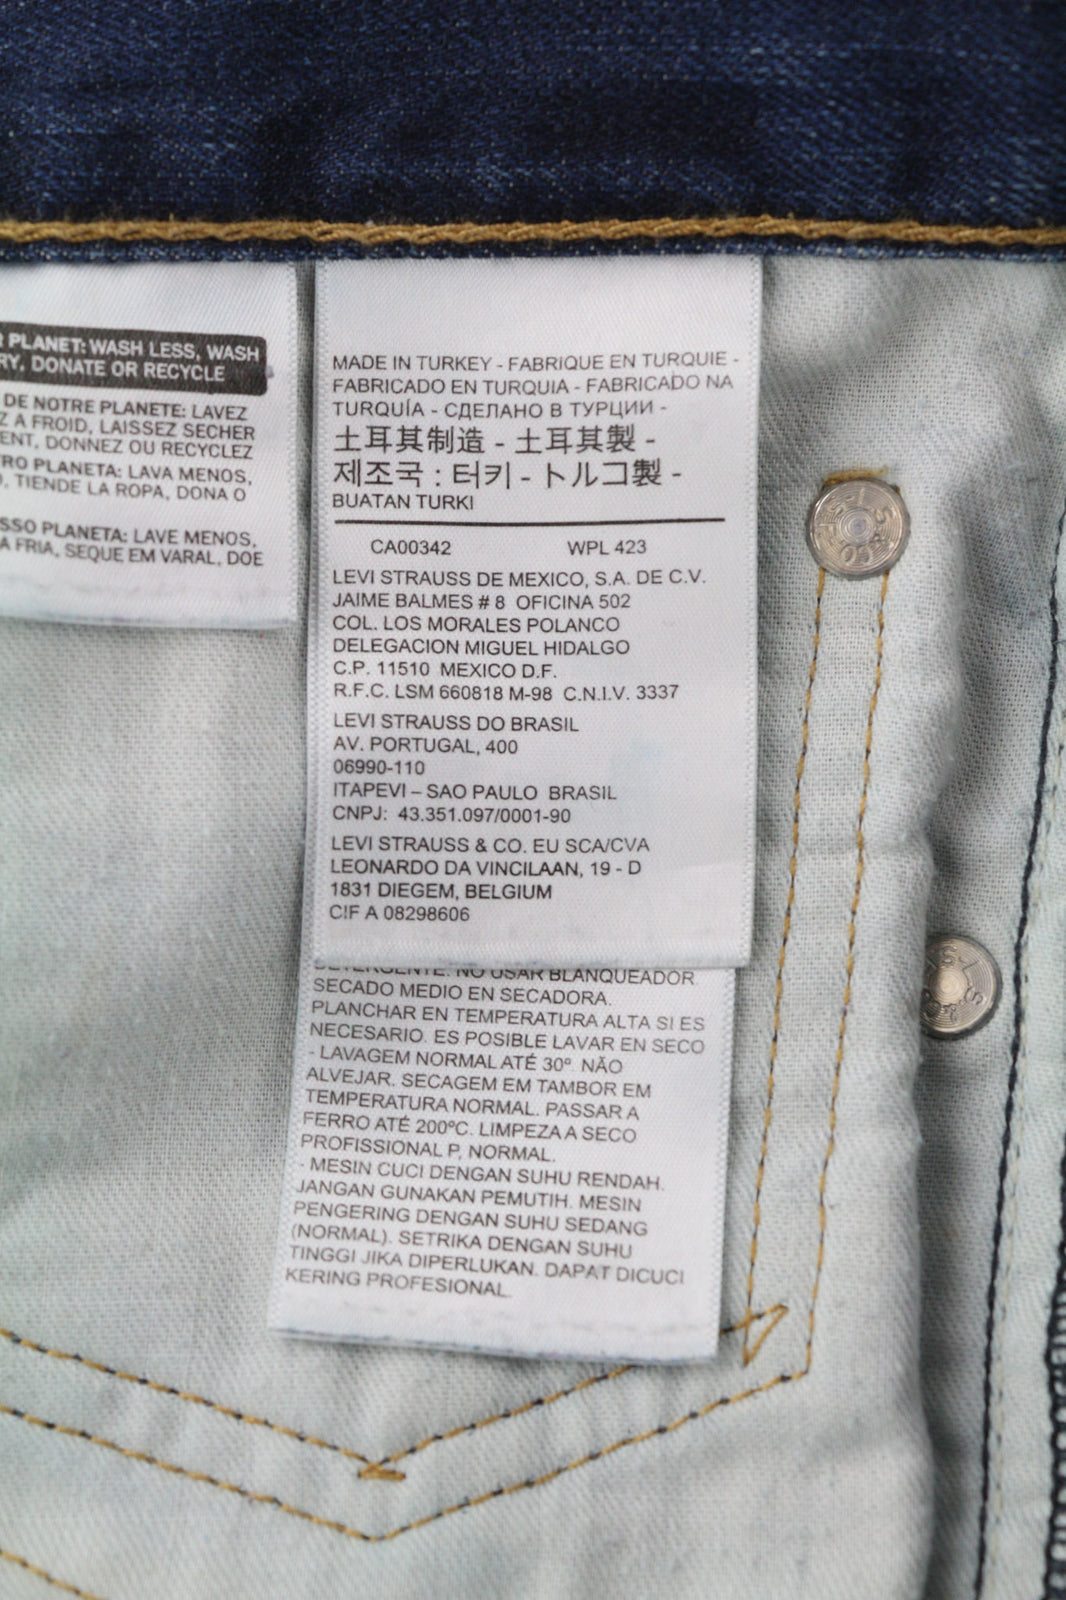 PLANET: WASH LESS, WASH
DONATE OR RECYCLE
DE NOTRE PLANETE: LAVEZ
A FROID, LAISSEZ SECHER
DONNEZ OU RECYCLEZ
PLANETA: LAVA MENOS,
TIENDE LA ROPA, DONA O
PLANETA: LAVE MENOS,
A FRIA, SEQUE EM VARAL, DOE
MADE IN TURKEY - FABRIQUE EN TURQUIE -
FABRICADO EN TURQUIA - FABRICADO NA
TURQUÍA - СДЕЛАНО В ТУРЦИИ -
土耳其制造 - 土耳其製 -
제조국 : 터키 - トルコ製 -
BUATAN TURKI
CA00342 WPL 423
LEVI STRAUSS DE MEXICO, S.A. DE C.V.
JAIME BALMES # 8 OFICINA 502
COL. LOS MORALES POLANCO
DELEGACION MIGUEL HIDALGO
C.P. 11510 MEXICO D.F.
R.F.C. LSM 660818 M-98 C.N.I.V. 3337
LEVI STRAUSS DO BRASIL
AV. PORTUGAL, 400
06990-110
ITAPEVI – SAO PAULO BRASIL
CNPJ: 43.351.097/0001-90
LEVI STRAUSS & CO. EU SCA/CVA
LEONARDO DA VINCILAAN, 19 - D
1831 DIEGEM, BELGIUM
CIF A 08298606
DETERGENTE. NO USAR BLANQUEADOR
SECADO MEDIO EN SECADORA.
PLANCHAR EN TEMPERATURA ALTA SI ES
NECESARIO. ES POSIBLE LAVAR EN SECO
- LAVAGEM NORMAL ATÉ 30º NÃO
ALVEJAR. SECAGEM EM TAMBOR EM
TEMPERATURA NORMAL. PASSAR A
FERRO ATÉ 200ºC. LIMPEZA A SECO
PROFISSIONAL P, NORMAL.
- MESIN CUCI DENGAN SUHU RENDAH.
JANGAN GUNAKAN PEMUTIH. MESIN
PENGERING DENGAN SUHU SEDANG
(NORMAL). SETRIKA DENGAN SUHU
TINGGI JIKA DIPERLUKAN. DAPAT DICUCI
KERING PROFESIONAL.